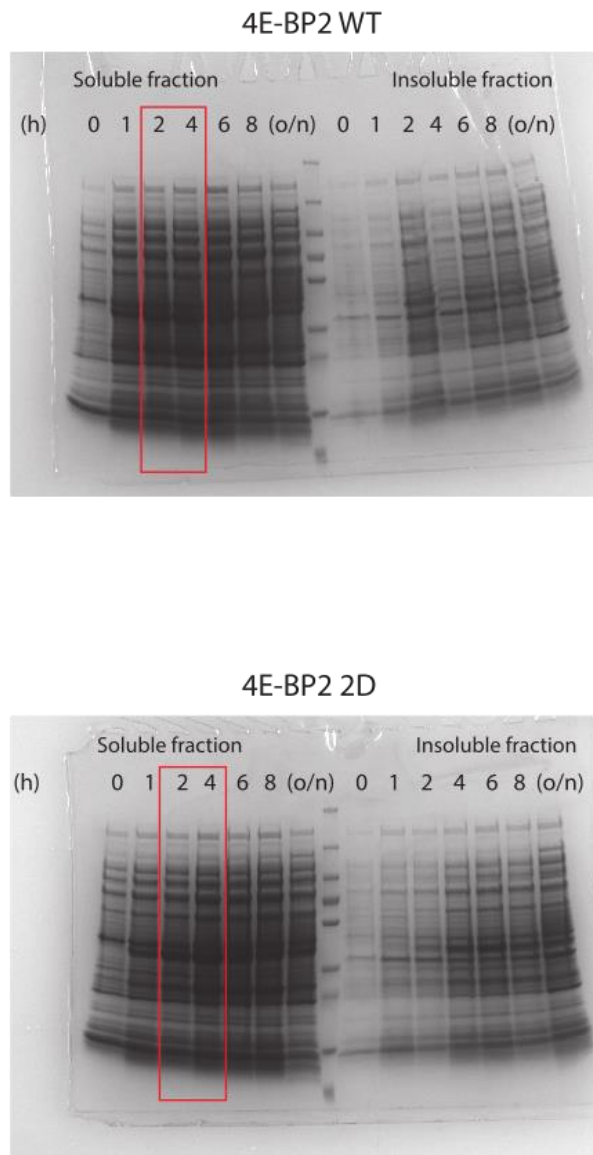 4E-BP2 WT
Soluble fraction Insoluble fraction
(h) 0 1 2 4 6 8 (o/n) 0 1 2 4 6 8 (o/n)
4E-BP2 2D
Soluble fraction Insoluble fraction
(h) 0 1 2 4 6 8 (o/n) 0 1 2 4 6 8 (o/n)